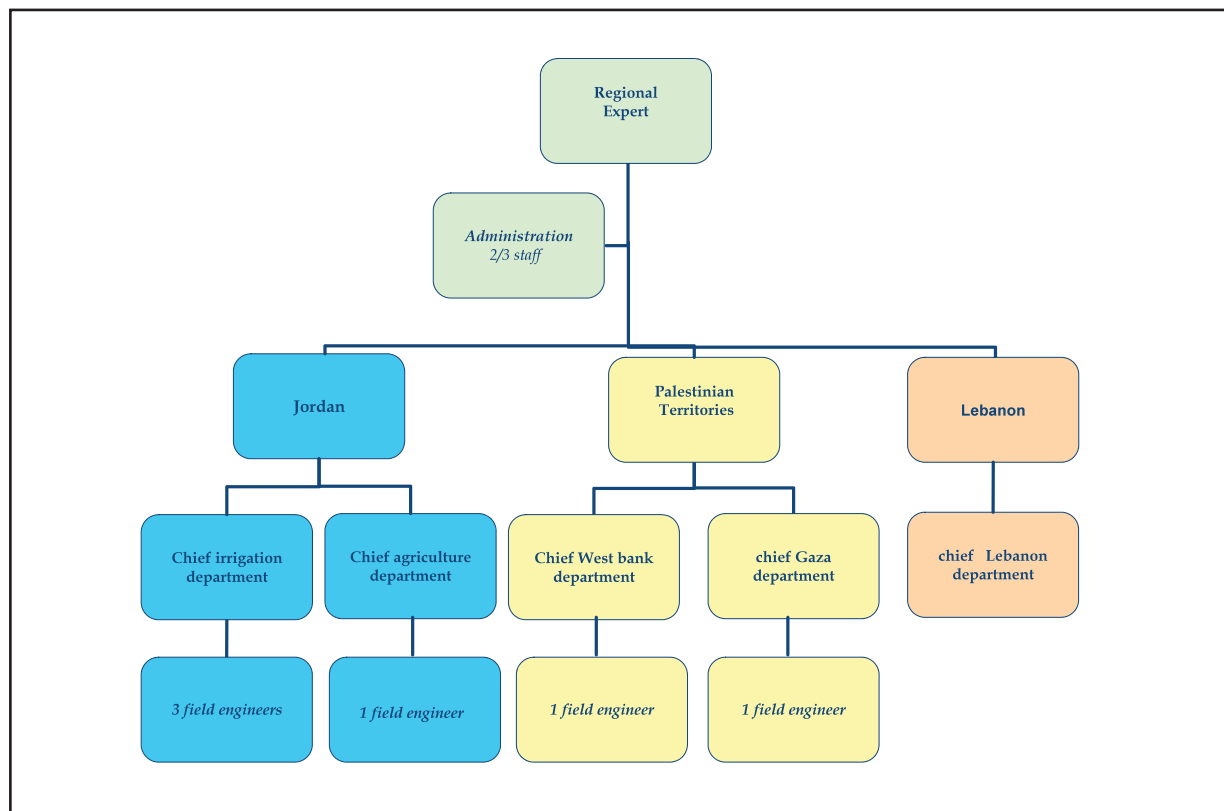 Regional
Expert
Administration
2/3 staff
Jordan
Palestinian
Territories
Lebanon
Chief irrigation
department
Chief agriculture
department
Chief West bank
department
chief Gaza
department
chief Lebanon
department
3 field engineers
1 field engineer
1 field engineer
1 field engineer